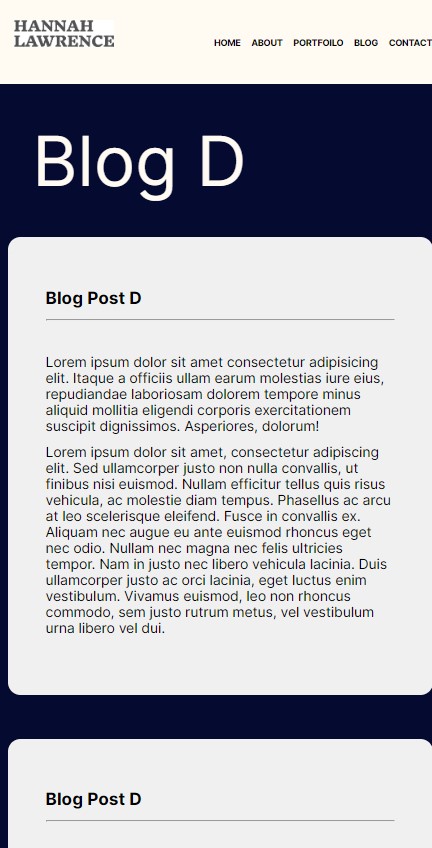 HANNAH
LAWRENCE
HOME ABOUT PORTFOILO BLOG CONTACT
Blog D
Blog Post D
Lorem ipsum dolor sit amet consectetur adipisicing
elit. Itaque a officiis ullam earum molestias iure eius,
repudiandae laboriosam dolorem tempore minus
aliquid mollitia eligendi corporis exercitationem
suscipit dignissimos. Asperiores, dolorum!
Lorem ipsum dolor sit amet, consectetur adipiscing
elit. Sed ullamcorper justo non nulla convallis, ut
finibus nisi euismod. Nullam efficitur tellus quis risus
vehicula, ac molestie diam tempus. Phasellus ac arcu
at leo scelerisque eleifend. Fusce in convallis ex.
Aliquam nec augue eu ante euismod rhoncus eget
nec odio. Nullam nec magna nec felis ultricies
tempor. Nam in justo nec libero vehicula lacinia. Duis
ullamcorper justo ac orci lacinia, eget luctus enim
vestibulum. Vivamus euismod, leo non rhoncus
commodo, sem justo rutrum metus, vel vestibulum
urna libero vel dui.
Blog Post D